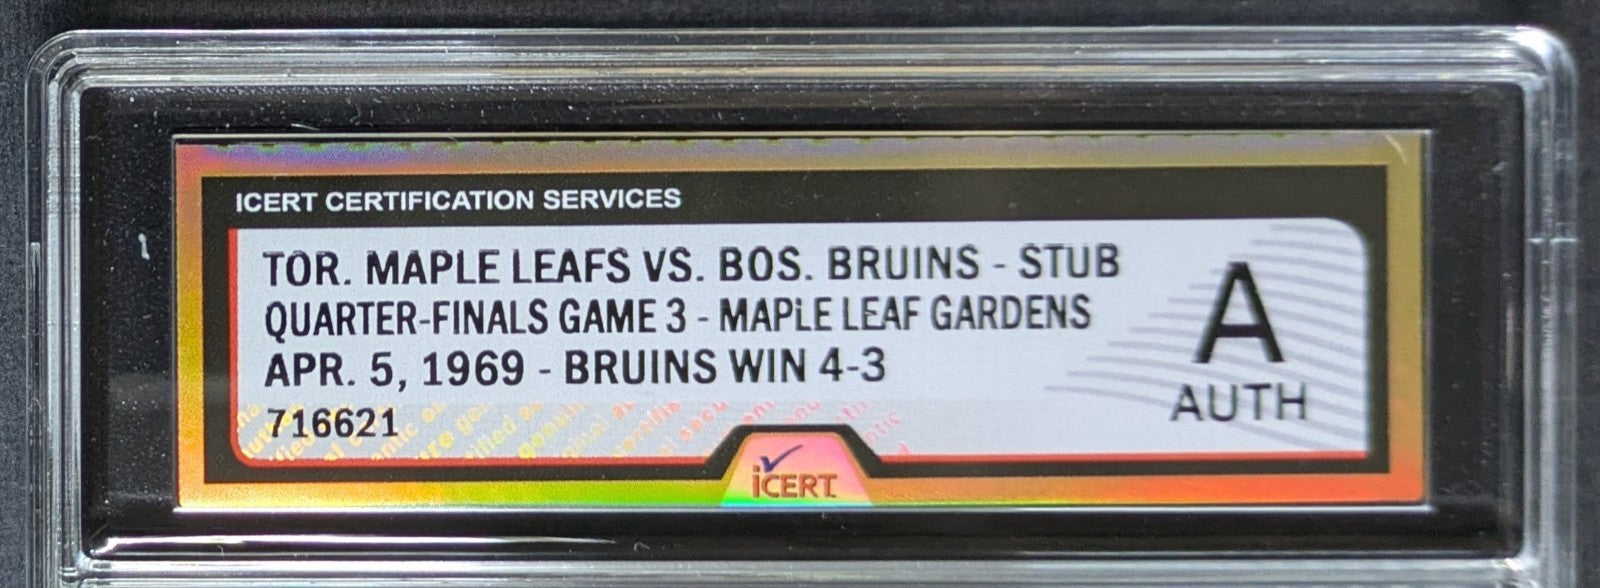 ICERT CERTIFICATION SERVICES
TOR. MAPLE LEAFS VS. BOS. BRUINS - STUB
QUARTER-FINALS GAME 3 - MAPLE LEAF GARDENS
APR. 5, 1969 - BRUINS WIN 4-3
716621
A
AUTH
iCERT